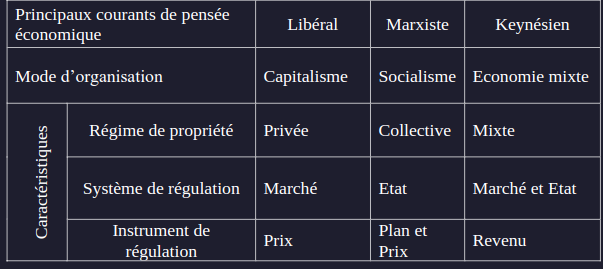 Principaux courants de pensée
économique
Libéral
Marxiste
Keynésien
Mode d’organisation
Capitalisme
Socialisme
Economie mixte
Caractéristiques
Régime de propriété
Privée
Collective
Mixte
Système de régulation
Marché
Etat
Marché et Etat
Instrument de
régulation
Prix
Plan et
Prix
Revenu